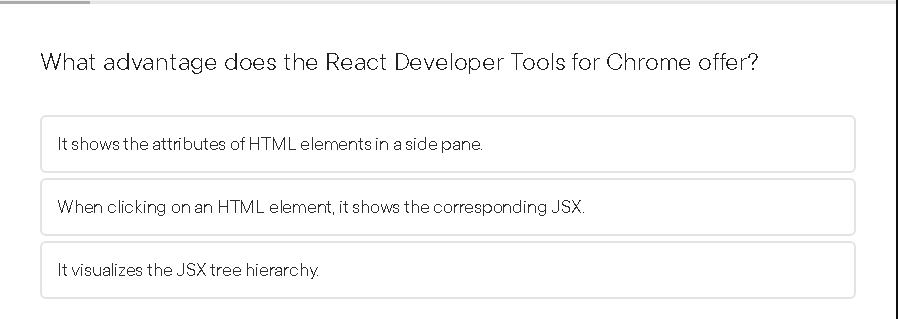 What advantage does the React Developer Tools for Chrome offer?
It shows the attributes of HTML elements in a side pane.
When clicking on an HTML element, it shows the corresponding JSX.
It visualizes the JSX tree hierarchy.